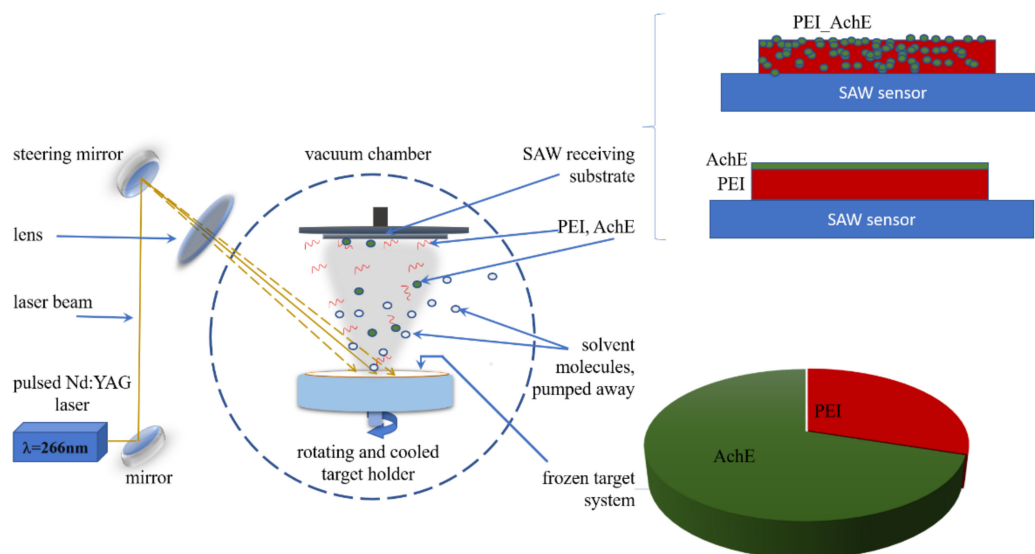 PEI_AchE
SAW sensor
AchE
PEI
SAW sensor
steering mirror
vacuum chamber
SAW receiving
substrate
lens
PEI, AchE
laser beam
solvent
molecules,
pumped away
pulsed Nd:YAG
laser
λ=266nm
mirror
rotating and cooled
target holder
frozen target
system
PEI
AchE